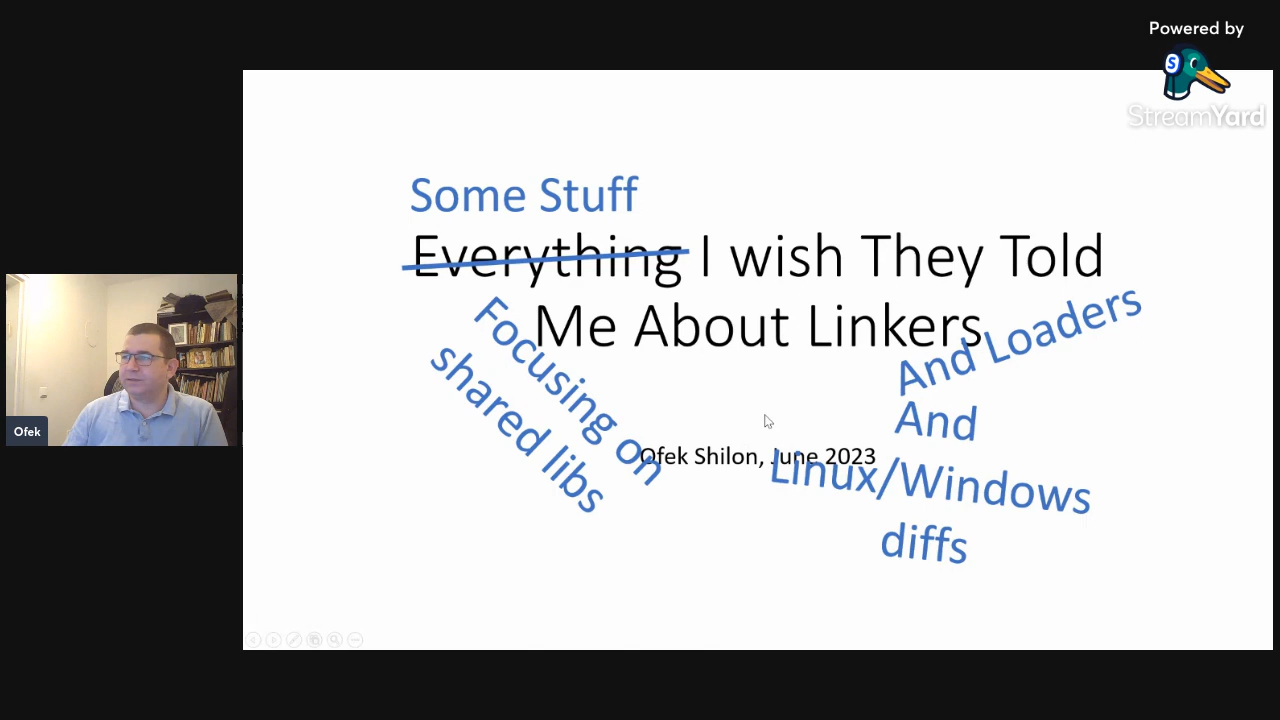 Powered by
StreamYard
Some Stuff
Everything I wish They Told
Me About Linkers
And Loaders
And
Linux/Windows
diffs
Focusing on
shared libs
Ofek Shilon, June 2023
Ofek
S